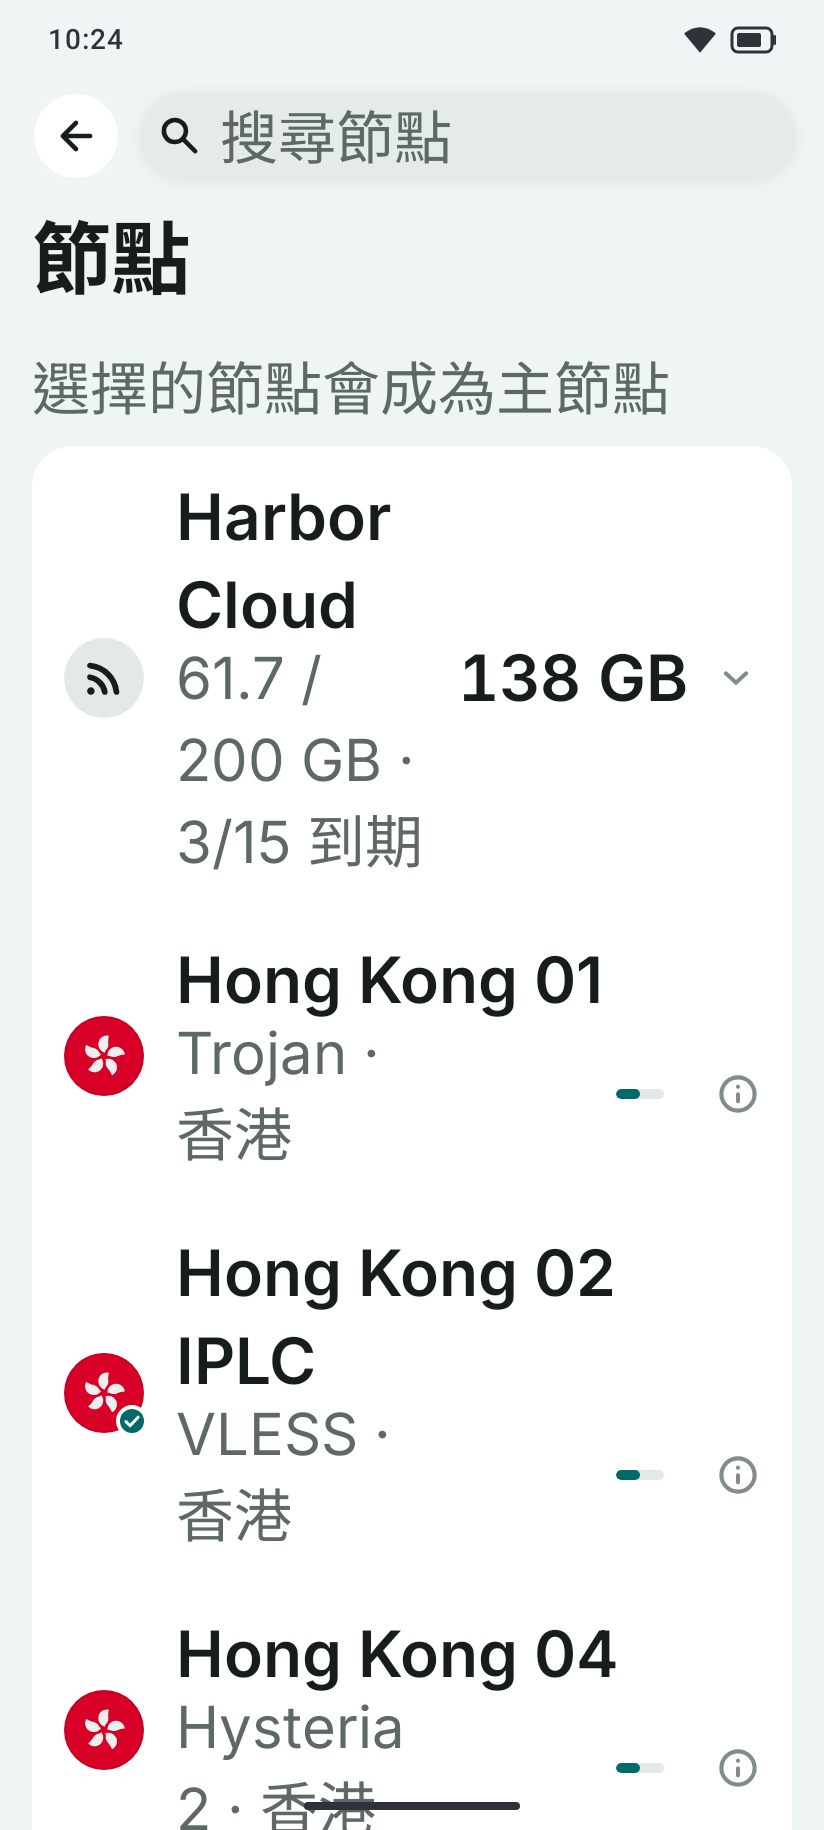 10:24
搜尋節點
節點
選擇的節點會成為主節點
Harbor
Cloud
61.7 /
200 GB ·
3/15 到期
138 GB
Hong Kong 01
Trojan ·
香港
Hong Kong 02
IPLC
VLESS ·
香港
Hong Kong 04
Hysteria
2 · 香港